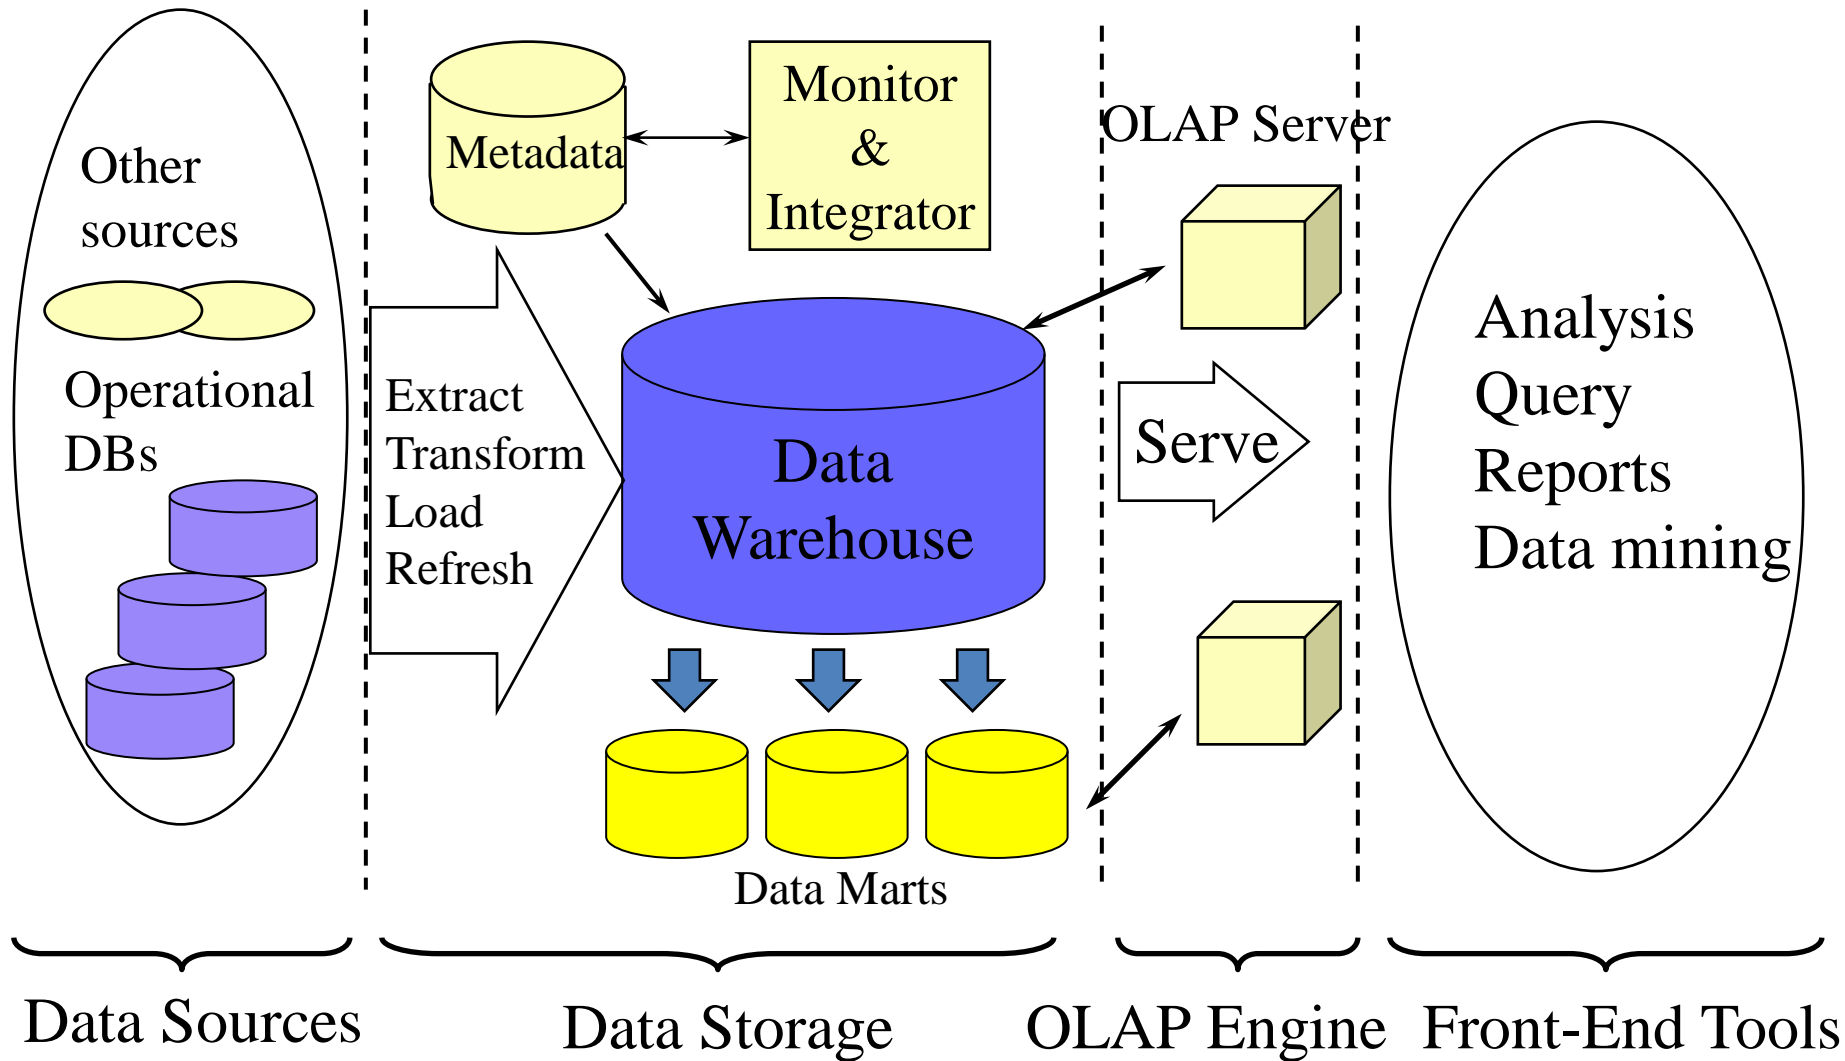 Other
sources
Operational
DBs
Metadata
Monitor
&
Integrator
Extract
Transform
Load
Refresh
Data
Warehouse
Data Marts
OLAP Server
Serve
Analysis
Query
Reports
Data mining
Data Sources
Data Storage
OLAP Engine
Front-End Tools